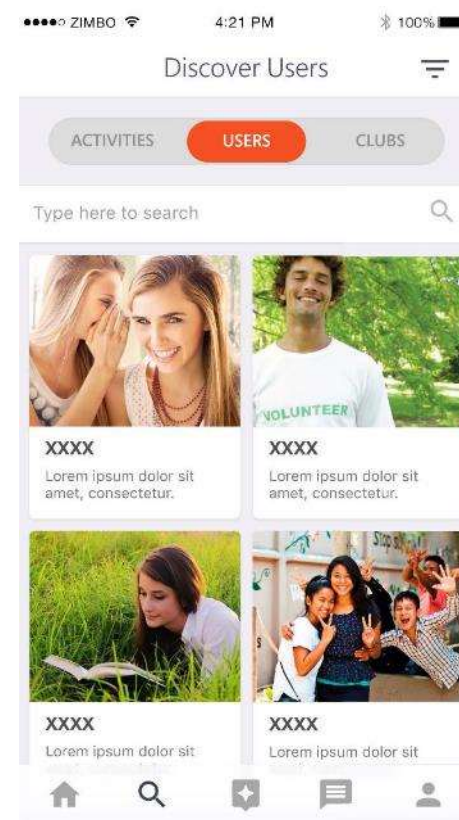 ZIMBO 4:21 PM 100%
Discover Users
ACTIVITIES USERS CLUBS
Type here to search
VOLUNTEER
XXXX
Lorem ipsum dolor sit
amet, consectetur.
XXXX
Lorem ipsum dolor sit
amet, consectetur.
XXXX
Lorem ipsum dolor sit
XXXX
Lorem ipsum dolor sit